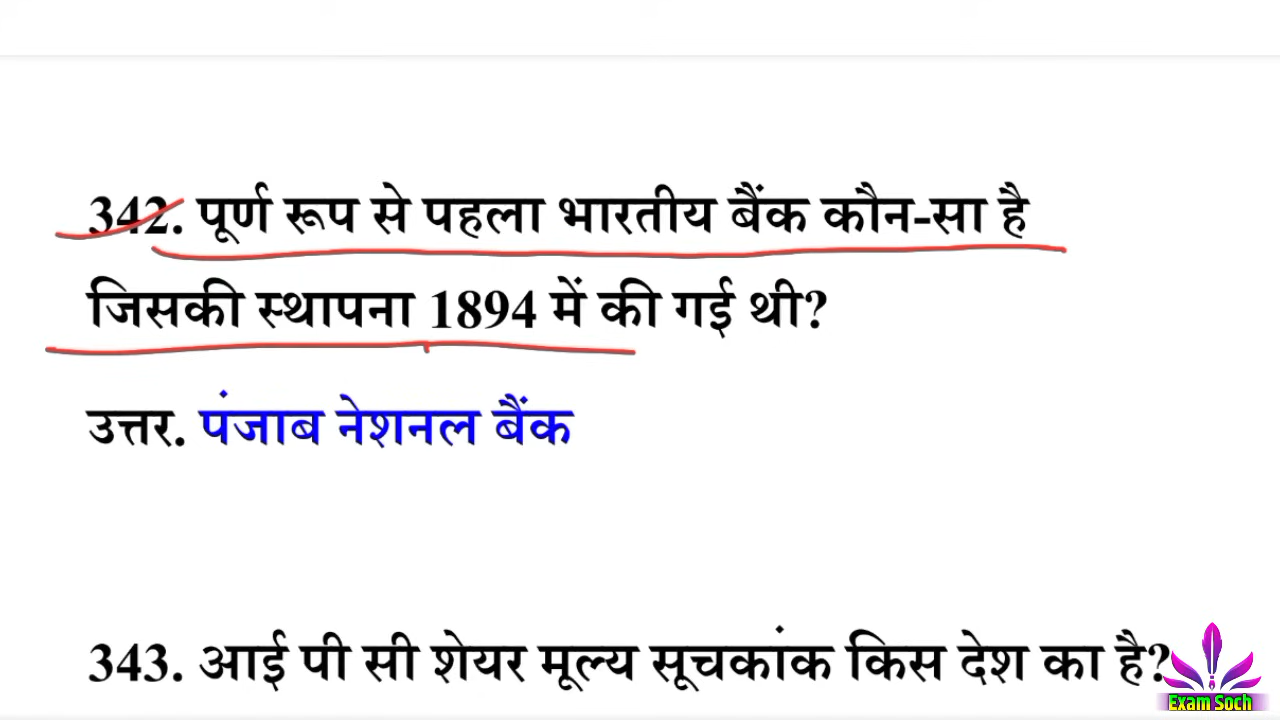 342. पूर्ण रूप से पहला भारतीय बैंक कौन-सा है
जिसकी स्थापना 1894 में की गई थी?
उत्तर. पंजाब नेशनल बैंक
343. आई पी सी शेयर मूल्य सूचकांक किस देश का है?
Exam Soch